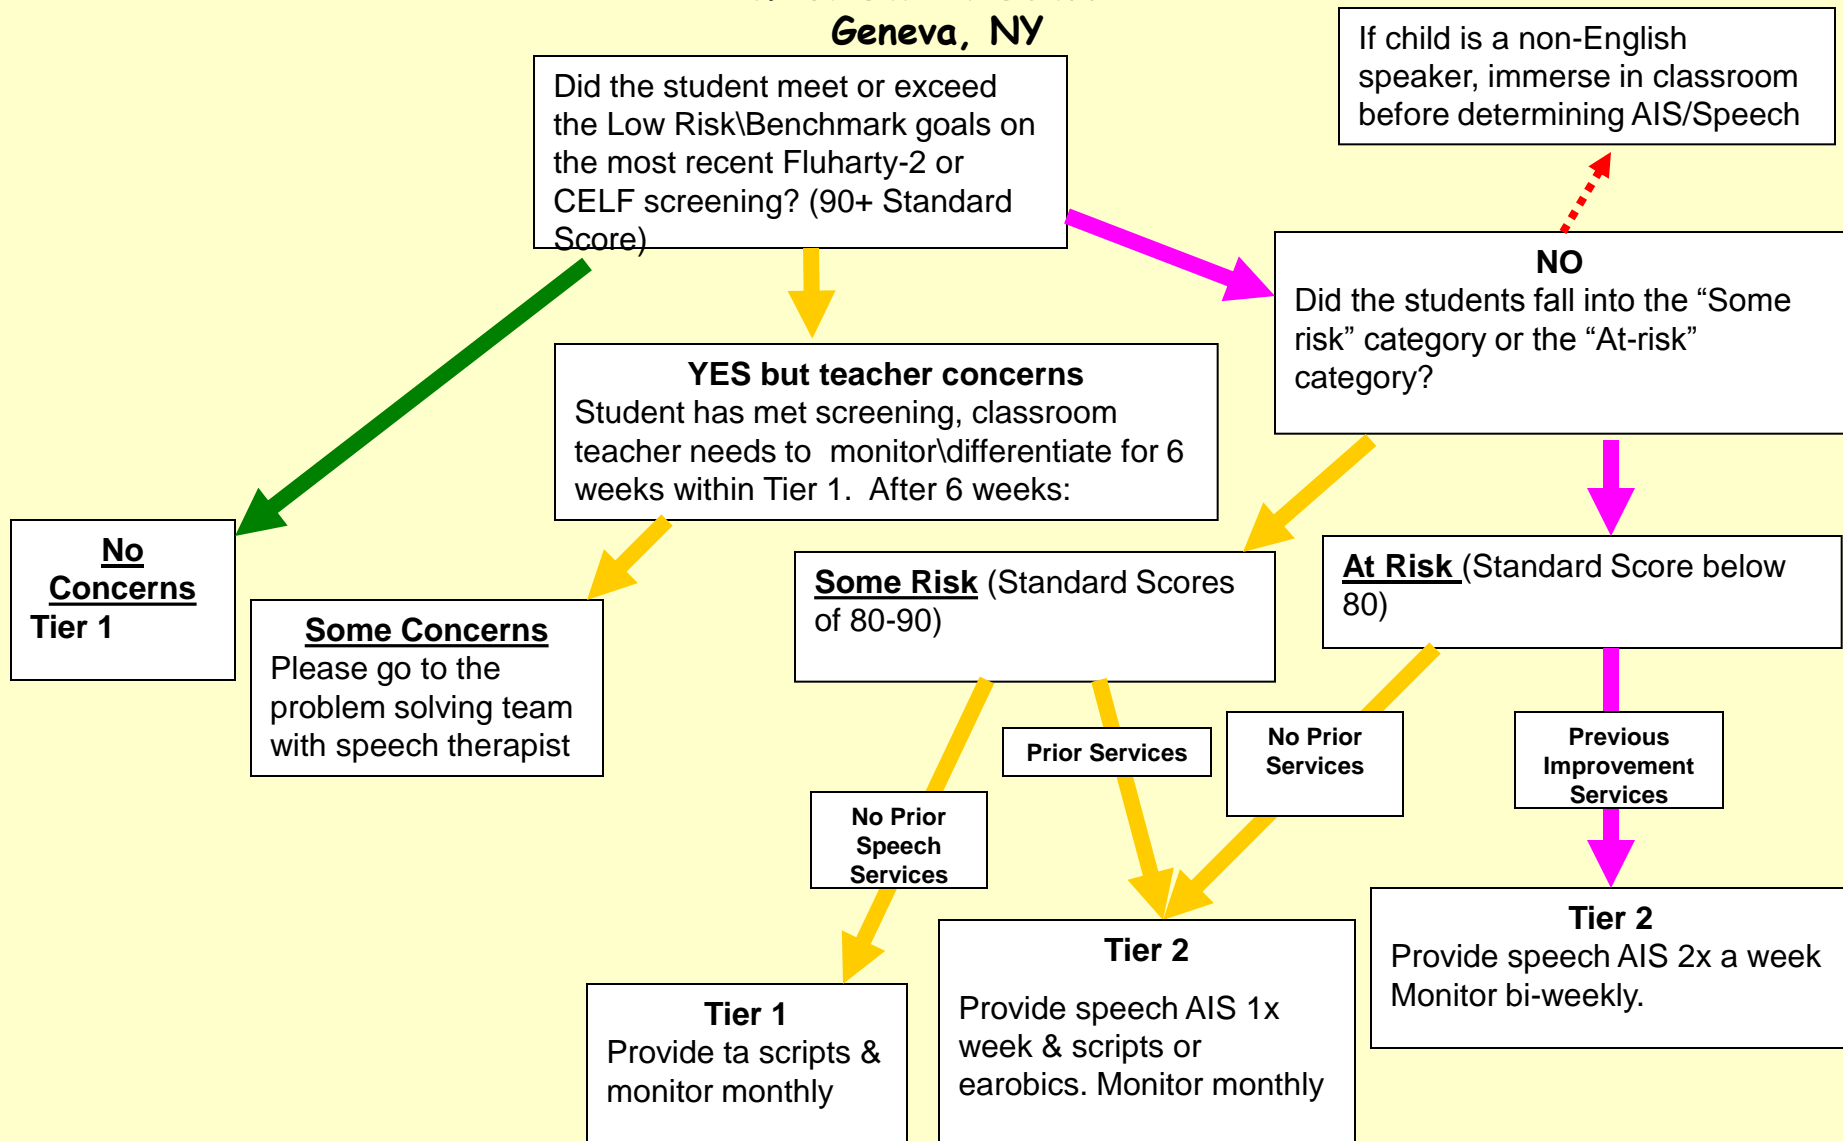 Geneva, NY
Did the student meet or exceed
the Low Risk\Benchmark goals on
the most recent Fluharty-2 or
CELF screening? (90+ Standard
Score)
If child is a non-English
speaker, immerse in classroom
before determining AIS/Speech
NO
Did the students fall into the “Some
risk” category or the “At-risk”
category?
YES but teacher concerns
Student has met screening, classroom
teacher needs to monitor\differentiate for 6
weeks within Tier 1. After 6 weeks:
No
Concerns
Tier 1
Some Concerns
Please go to the
problem solving team
with speech therapist
Some Risk (Standard Scores
of 80-90)
At Risk (Standard Score below
80)
No Prior
Speech
Services
Prior Services
No Prior
Services
Previous
Improvement
Services
Tier 1
Provide ta scripts &
monitor monthly
Tier 2
Provide speech AIS 1x
week & scripts or
earobics. Monitor monthly
Tier 2
Provide speech AIS 2x a week
Monitor bi-weekly.